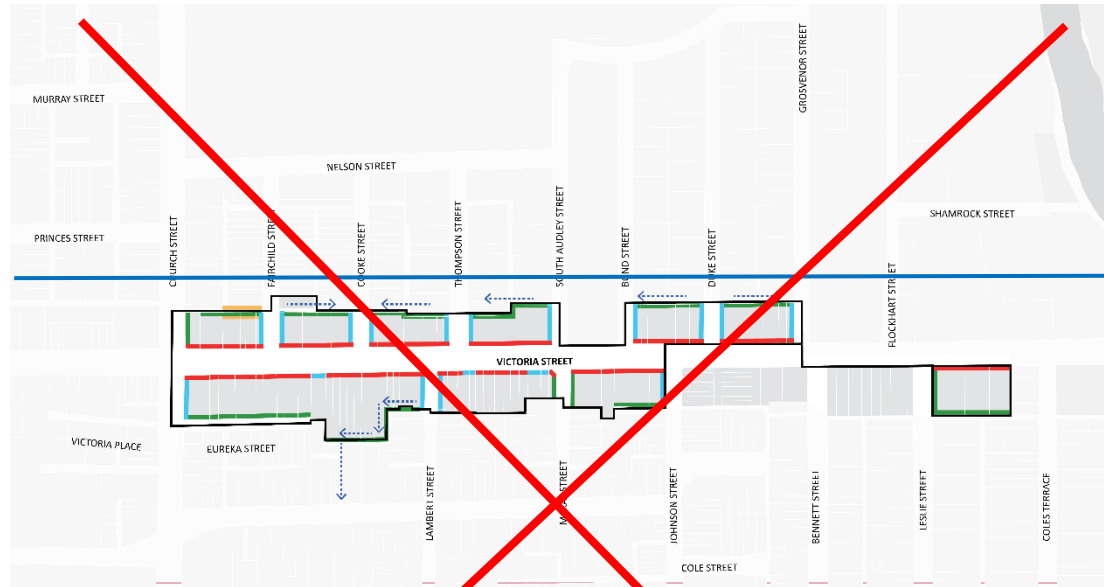 GROSVENOR STREET
MURRAY STREET
NELSON STREET
CHURCH STREET
FAIRCHILD STREET
COOKE STREET
THOMPSON STREET
SOUTH AUDLEY STREET
BOND STREET
DUKE STREET
SHAMROCK STREET
PRINCES STREET
FLOCKHART STREET
VICTORIA STREET
VICTORIA PLACE
EUREKA STREET
LAMBERT STREET
STREET
JOHNSON STREET
BENNETT STREET
LESLIE STREET
COLES TERRACE
COLE STREET